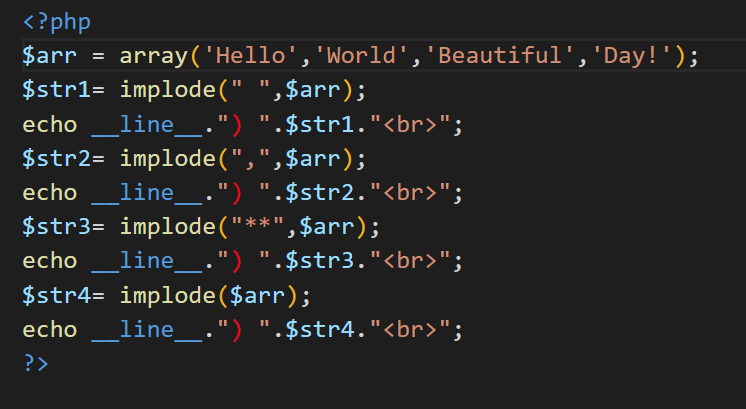 <?php
$arr = array('Hello','World','Beautiful','Day!');
$str1= implode(" ",$arr);
echo __line__.") ".$str1."<br>";
$str2= implode(",",$arr);
echo __line__.") ".$str2."<br>";
$str3= implode("**",$arr);
echo __line__.") ".$str3."<br>";
$str4= implode($arr);
echo __line__.") ".$str4."<br>";
?>